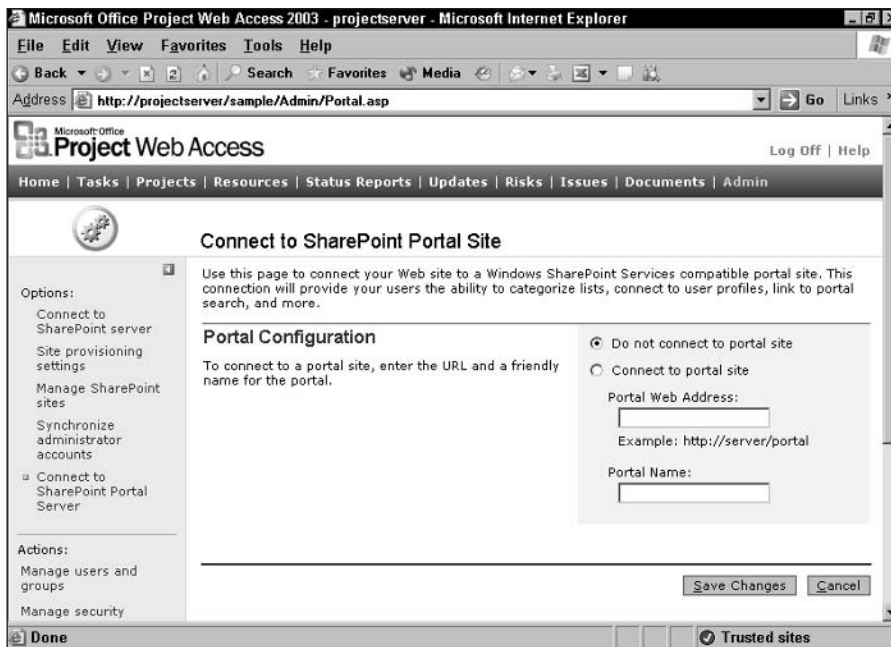 Microsoft Office Project Web Access 2003 - projectserver - Microsoft Internet Explorer
File Edit View Favorites Tools Help
Back Search Favorites Media
Address http://projectserver/sample/Admin/Portal.asp Go Links
Microsoft Office
Project Web Access
Log Off | Help
Home | Tasks | Projects | Resources | Status Reports | Updates | Risks | Issues | Documents | Admin
Connect to SharePoint Portal Site
Use this page to connect your Web site to a Windows SharePoint Services compatible portal site. This
connection will provide your users the ability to categorize lists, connect to user profiles, link to portal
search, and more.
Options:
Connect to
SharePoint server
Site provisioning
settings
Manage SharePoint
sites
Synchronize
administrator
accounts
Connect to
SharePoint Portal
Server
Actions:
Manage users and
groups
Manage security
Portal Configuration
To connect to a portal site, enter the URL and a friendly
name for the portal.
Do not connect to portal site
Connect to portal site
Portal Web Address:
Example: http://server/portal
Portal Name:
Save Changes Cancel
Done Trusted sites